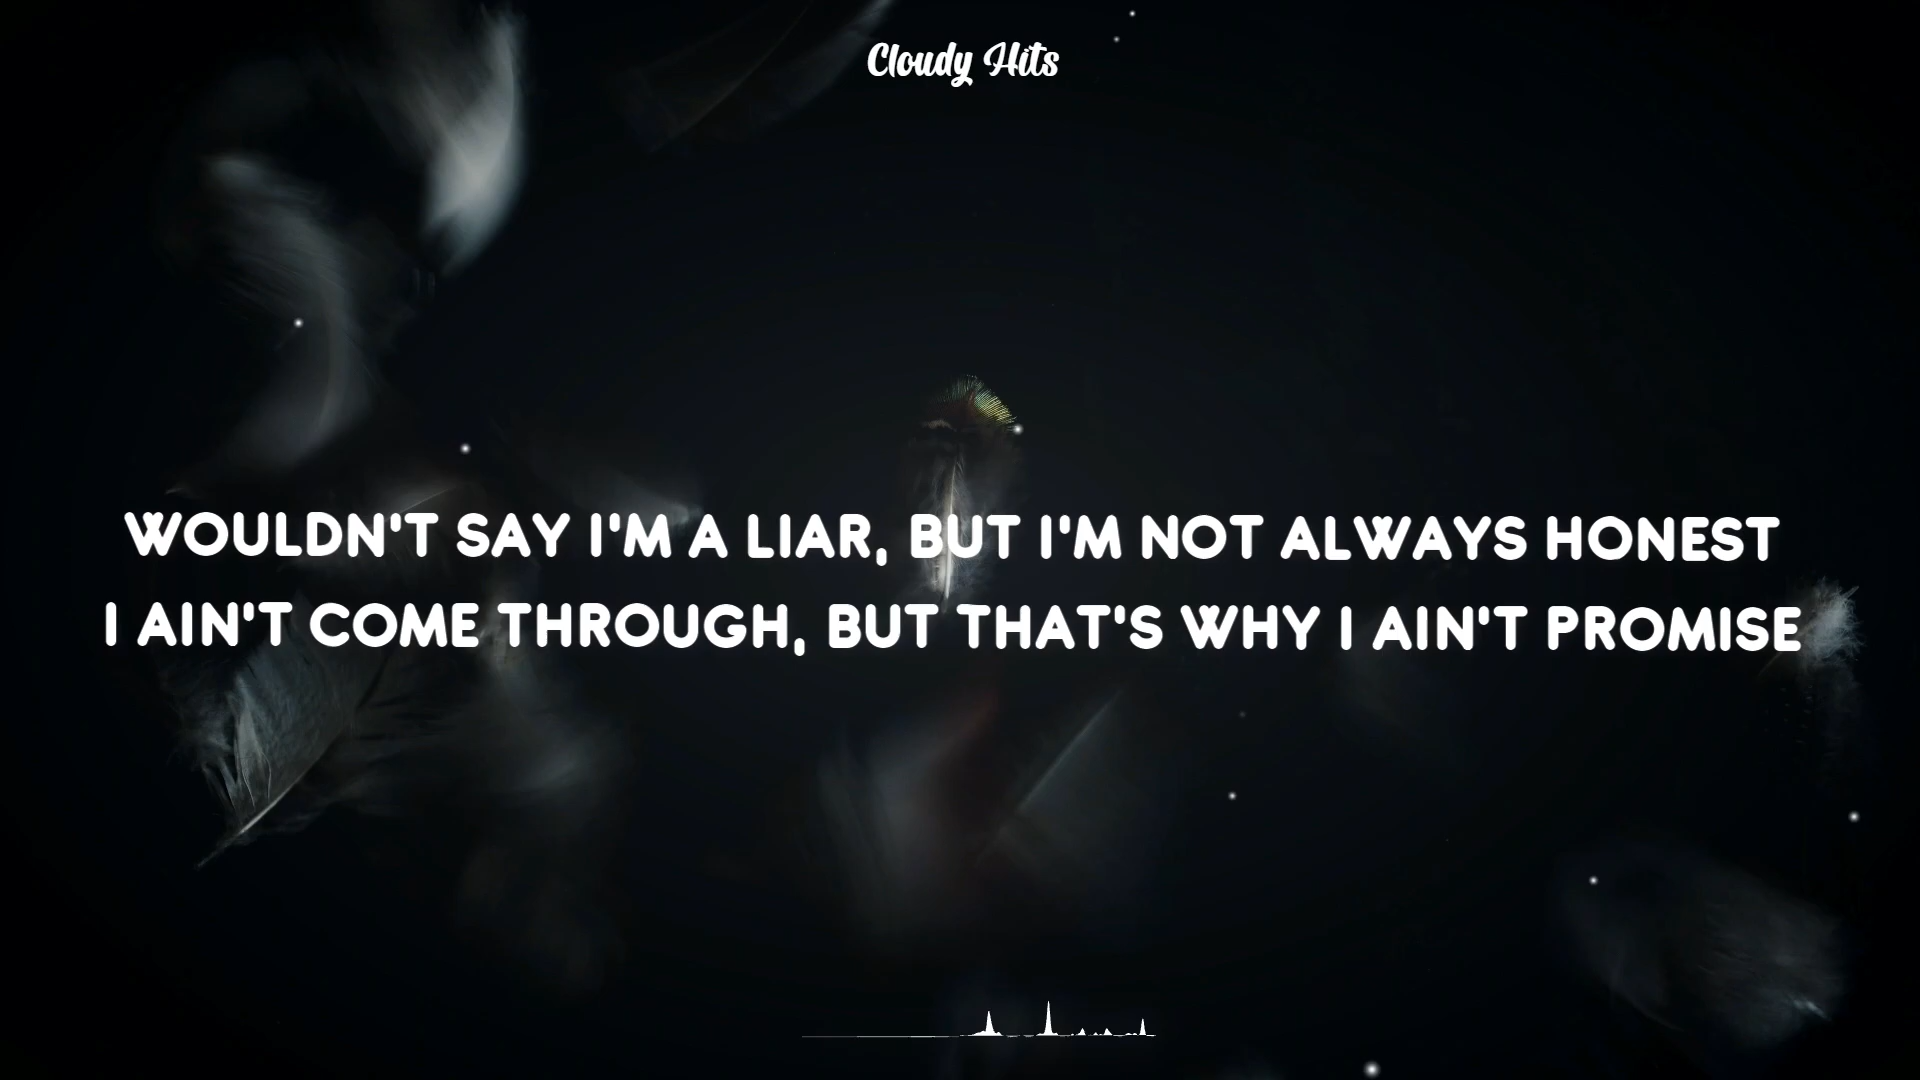 Cloudy Hits
WOULDN'T SAY I'M A LIAR, BUT I'M NOT ALWAYS HONEST
I AIN'T COME THROUGH, BUT THAT'S WHY I AIN'T PROMISE